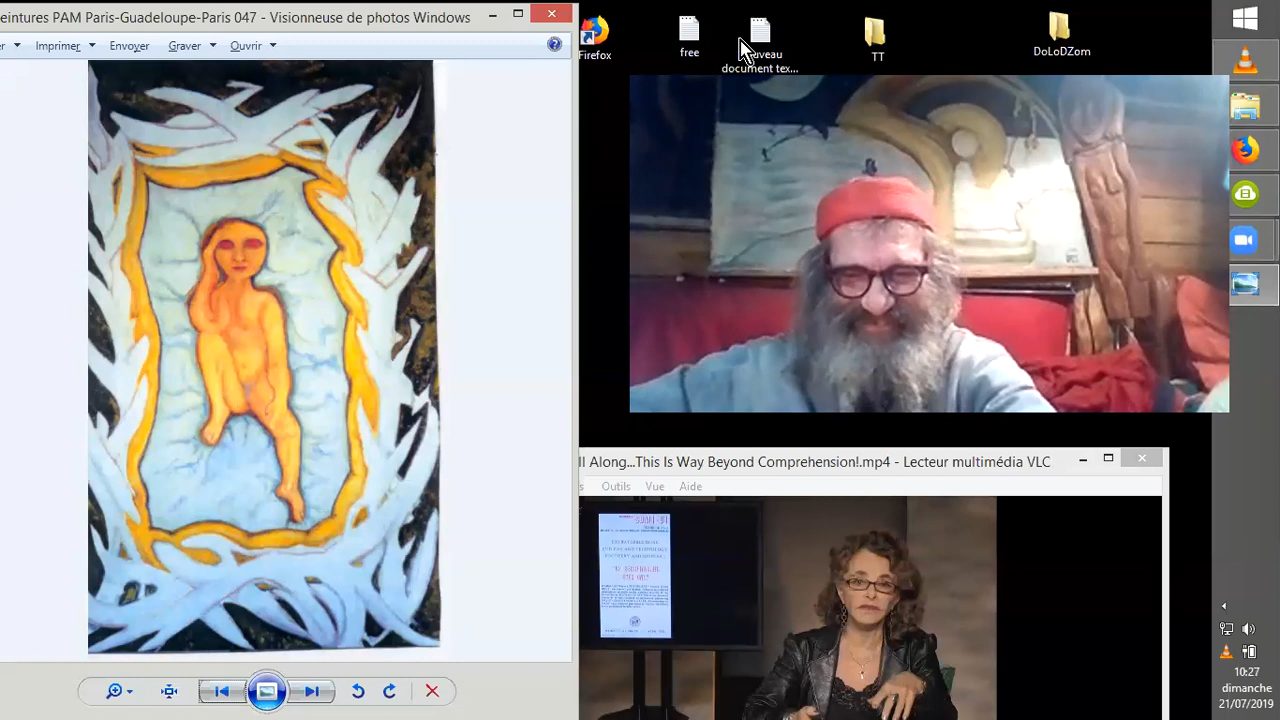 eintures PAM Paris-Guadeloupe-Paris 047 - Visionneuse de photos Windows
Imprimer Envoyer Graver Ouvrir
Firefox
free
uveau
document tex...
TT
DoLoDZom
ll Along...This Is Way Beyond Comprehension!.mp4 - Lecteur multimédia VLC
s Outils Vue Aide
10:27
dimanche
21/07/2019